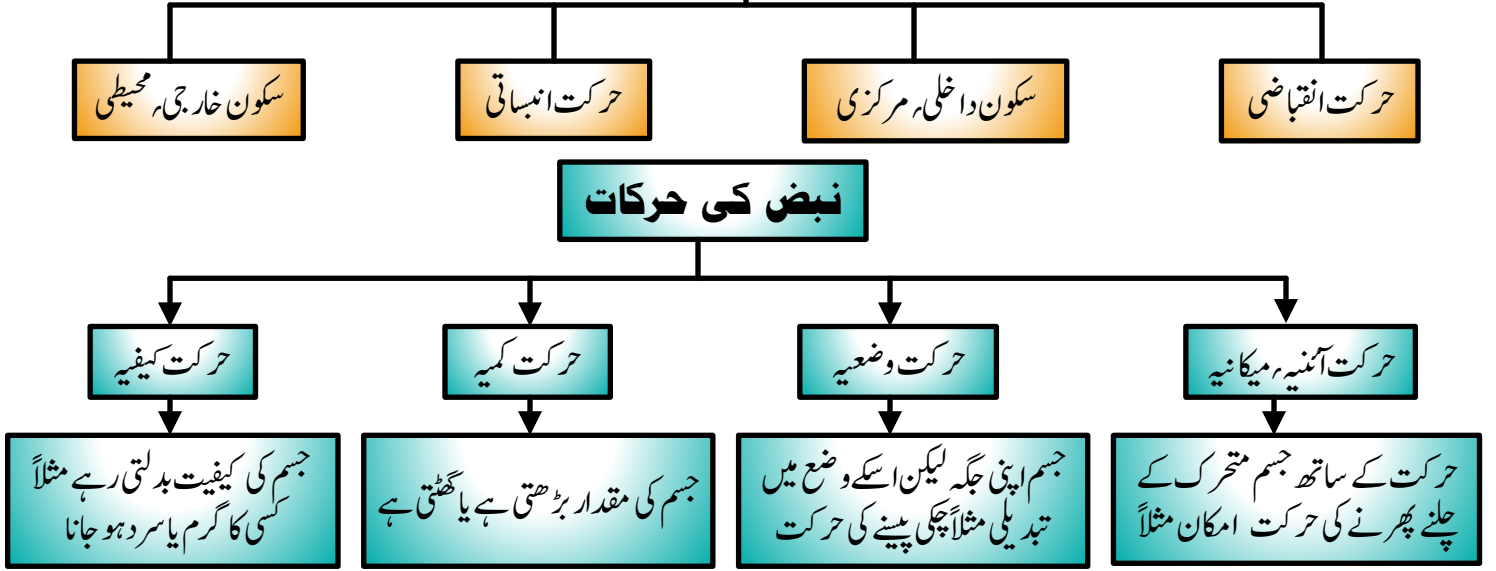 حرکت انقباضی
سکون داخلی، مرکزی
حرکت انبساتی
سکون خارجی، محیطی
نبض کی حرکات
حرکت آئنیہ، میکانیہ
حرکت وضعیہ
حرکت کمیہ
حرکت کیفیہ
حرکت کے ساتھ جسم متحرک کے
چلنے پھرنے کی حرکت امکان مثلاً
جسم اپنی جگہ لیکن اسکے وضع میں
تبدیلی مثلاً چکی پیسنے کی حرکت
جسم کی مقدار بڑھتی ہے یا گھٹتی ہے
جسم کی کیفیت بدلتی رہے مثلاً
کسی کا گرم یا سرد ہو جانا